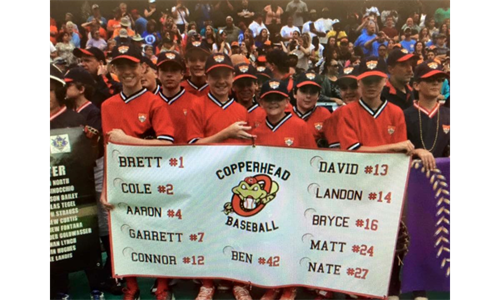 COPPERHEAD
BASEBALL
BRETT #1
COLE #2
AARON #4
GARRETT #7
CONNOR #12
BEN #42
DAVID #13
LANDON #14
BRYCE #16
MATT #24
NATE #27